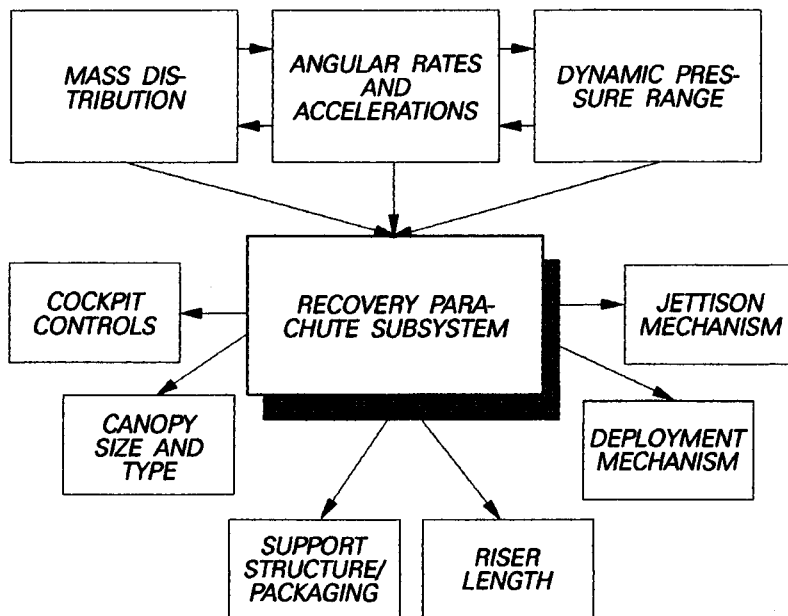 MASS DIS-
TRIBUTION
ANGULAR RATES
AND
ACCELERATIONS
DYNAMIC PRES-
SURE RANGE
RECOVERY PARA-
CHUTE SUBSYSTEM
COCKPIT
CONTROLS
JETTISON
MECHANISM
CANOPY
SIZE AND
TYPE
DEPLOYMENT
MECHANISM
SUPPORT
STRUCTURE/
PACKAGING
RISER
LENGTH